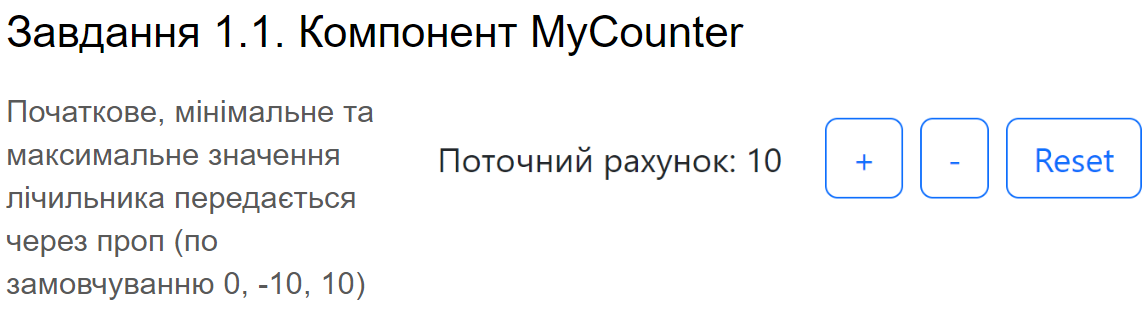 Завдання 1.1. Компонент MyCounter
Початкове, мінімальне та
максимальне значення
лічильника передається
через проп (по
замовчуванню 0, -10, 10)
Поточний рахунок: 10
+
-
Reset